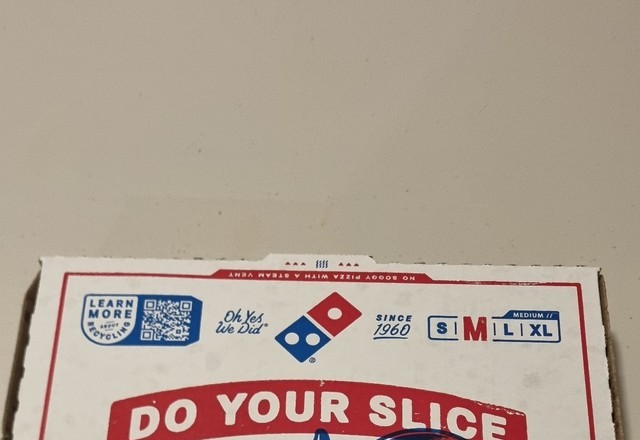 NO SOGGY PIZZA WITH A STEAM VENT
LEARN
MORE
ABOUT
RECYCLING
Oh Yes
We Did®
SINCE
1960
MEDIUM //
S M L XL
DO YOUR SLICE